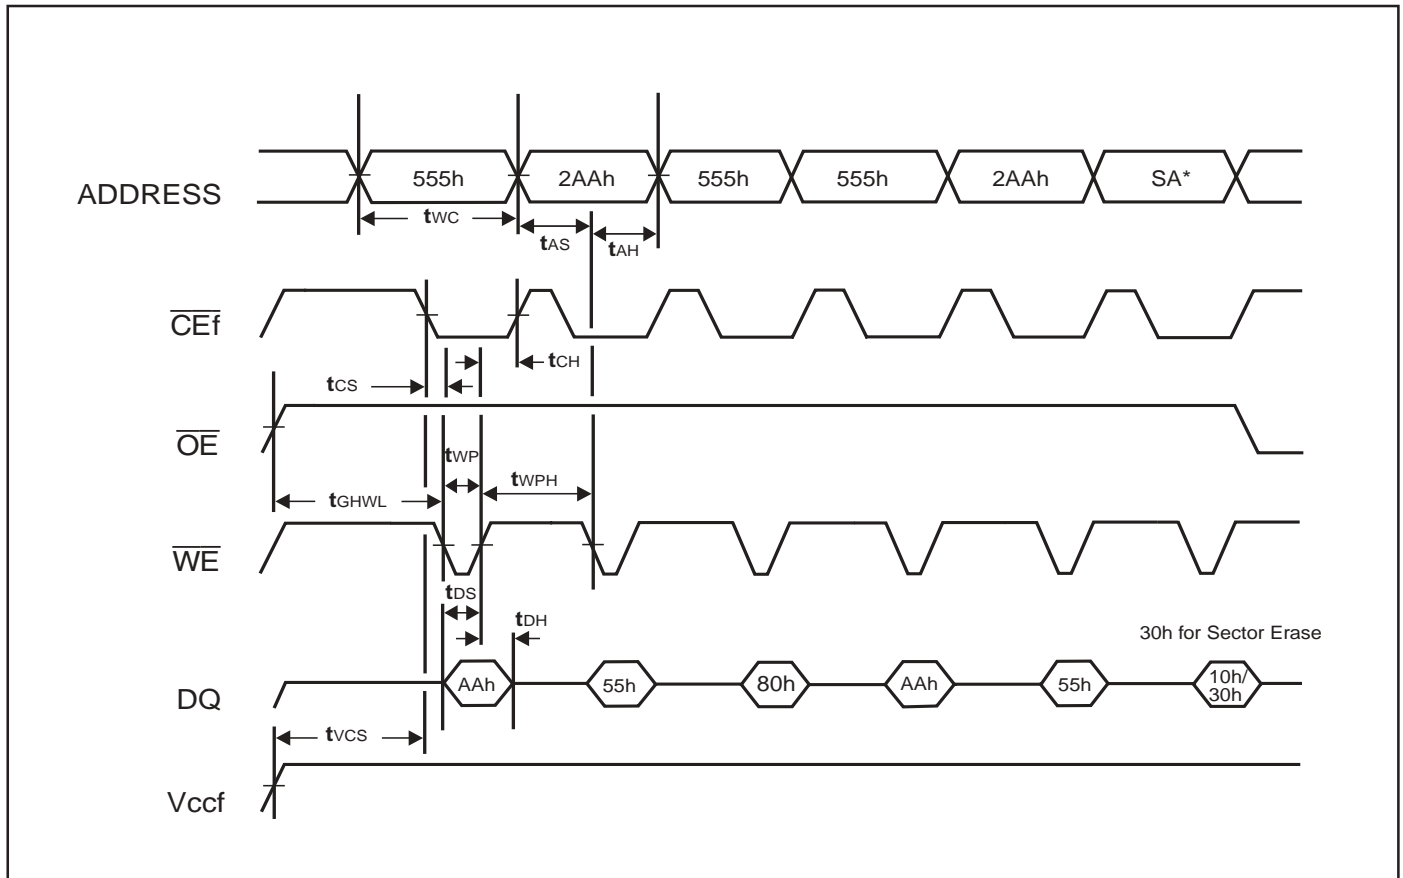 ADDRESS 555h 2AAh 555h 555h 2AAh SA*
tWC tAS tAH
CEf
tCS tCH
OE
tWP
tGHWL tWPH
WE
tDS
tDH
30h for Sector Erase
DQ AAh 55h 80h AAh 55h 10h/
30h
tVCS
Vccf